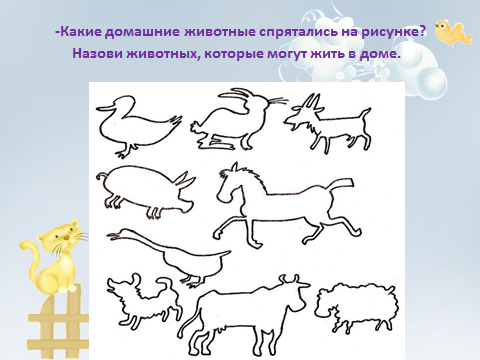 -Какие домашние животные спрятались на рисунке?
Назови животных, которые могут жить в доме.